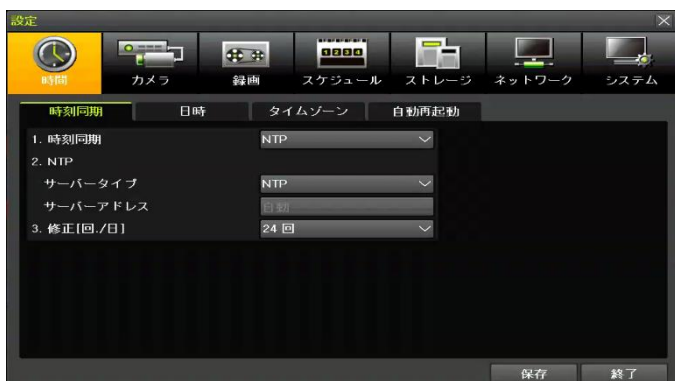 設定
時間 カメラ 録画 スケジュール ストレージ ネットワーク システム
時刻同期 日時 タイムゾーン 自動再起動
1. 時刻同期 NTP
2. NTP
サーバータイプ NTP
サーバーアドレス 自動
3. 修正[回./日] 24 回
保存 終了